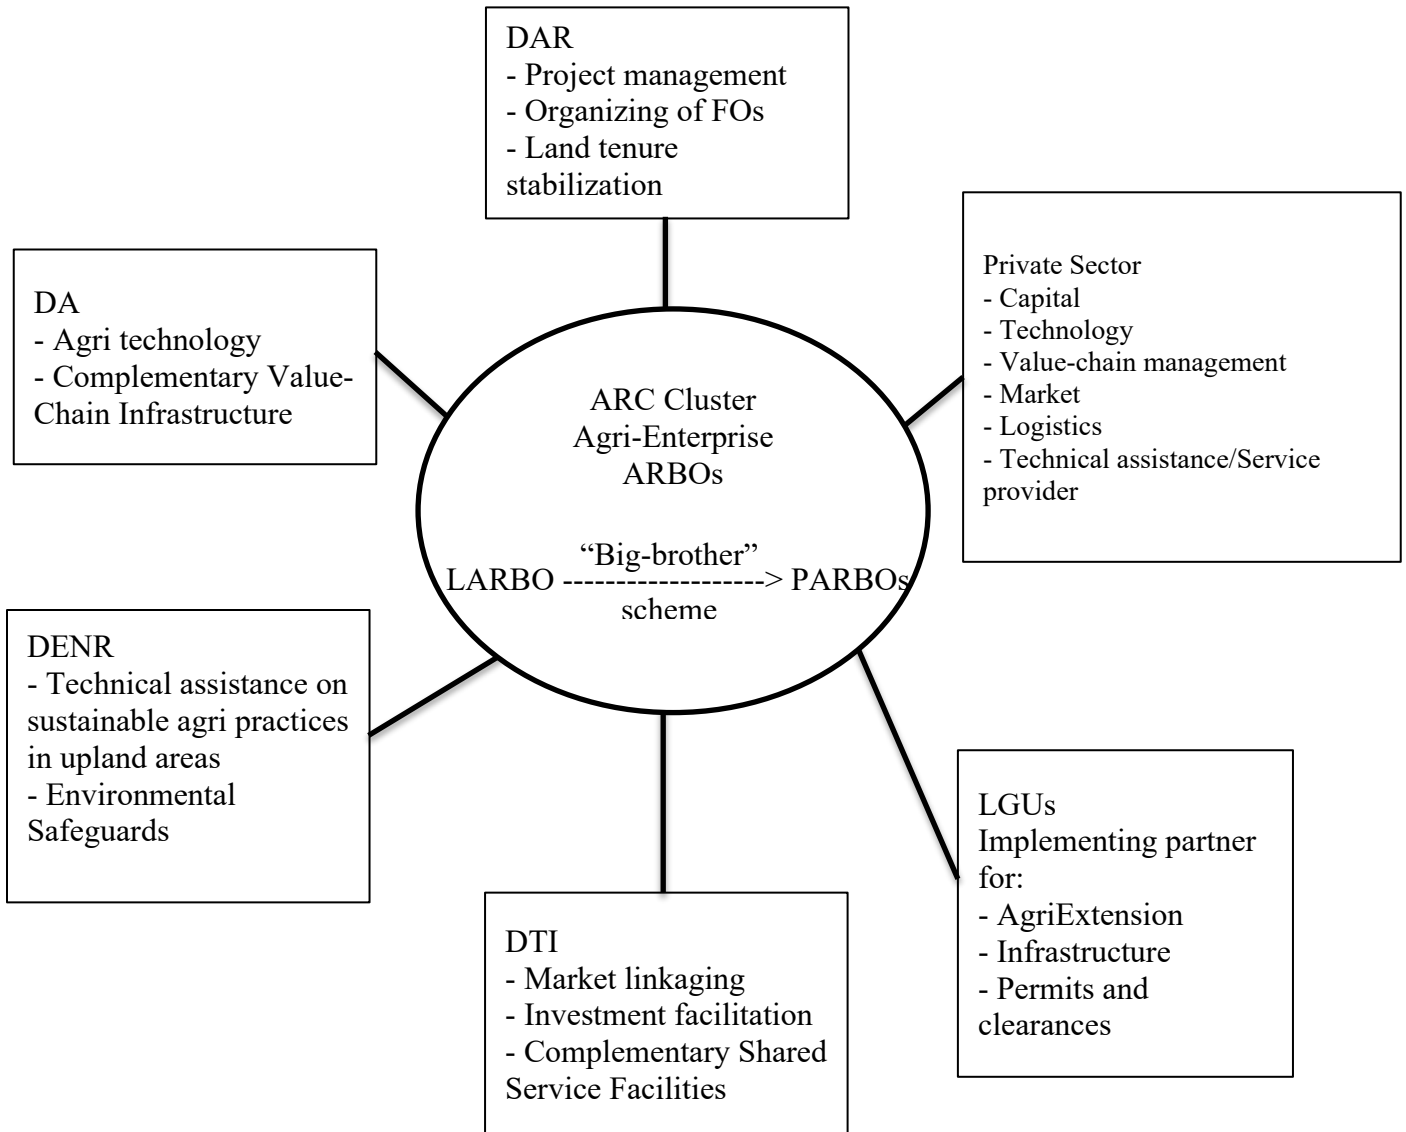 DAR
- Project management
- Organizing of FOs
- Land tenure
stabilization
DA
- Agri technology
- Complementary Value-
Chain Infrastructure
Private Sector
- Capital
- Technology
- Value-chain management
- Market
- Logistics
- Technical assistance/Service
provider
ARC Cluster
Agri-Enterprise
ARBOs
“Big-brother”
LARBO -------------------> PARBOs
scheme
DENR
- Technical assistance on
sustainable agri practices
in upland areas
- Environmental
Safeguards
LGUs
Implementing partner
for:
- AgriExtension
- Infrastructure
- Permits and
clearances
DTI
- Market linkaging
- Investment facilitation
- Complementary Shared
Service Facilities